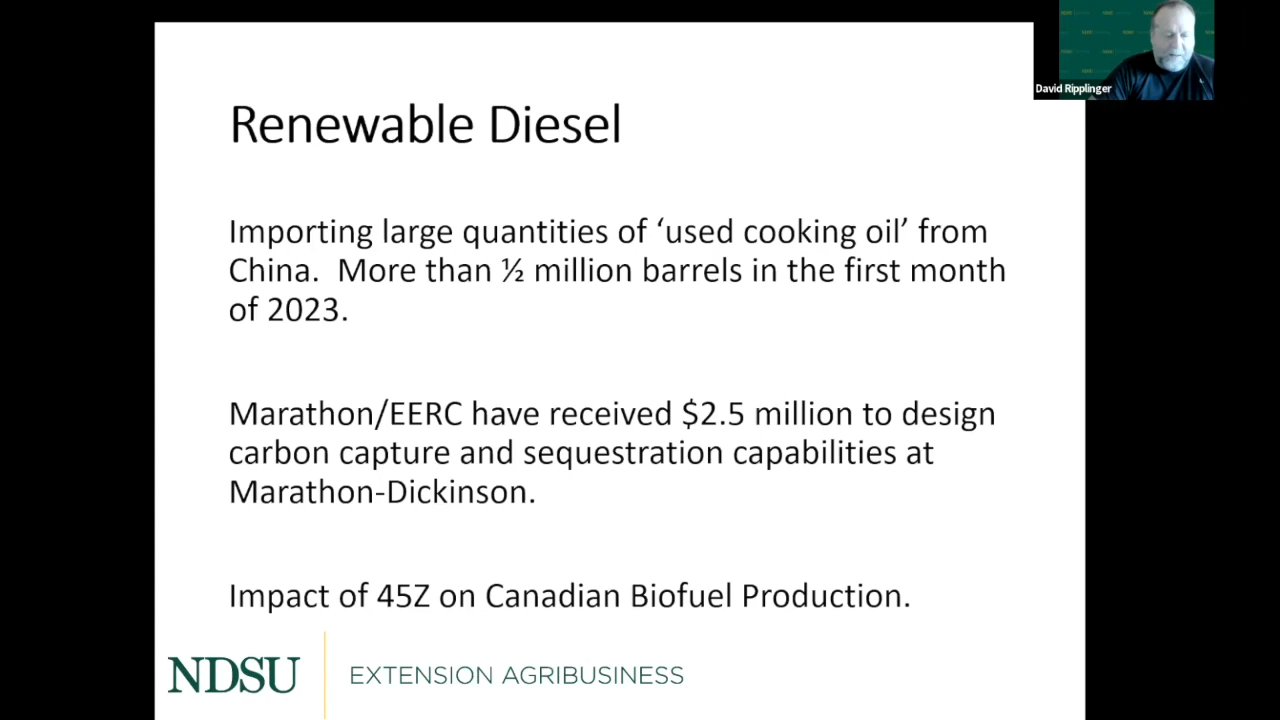 David Ripplinger
Renewable Diesel
Importing large quantities of ‘used cooking oil’ from
China.  More than ½ million barrels in the first month
of 2023.
Marathon/EERC have received $2.5 million to design
carbon capture and sequestration capabilities at
Marathon-Dickinson.
Impact of 45Z on Canadian Biofuel Production.
NDSU EXTENSION AGRIBUSINESS